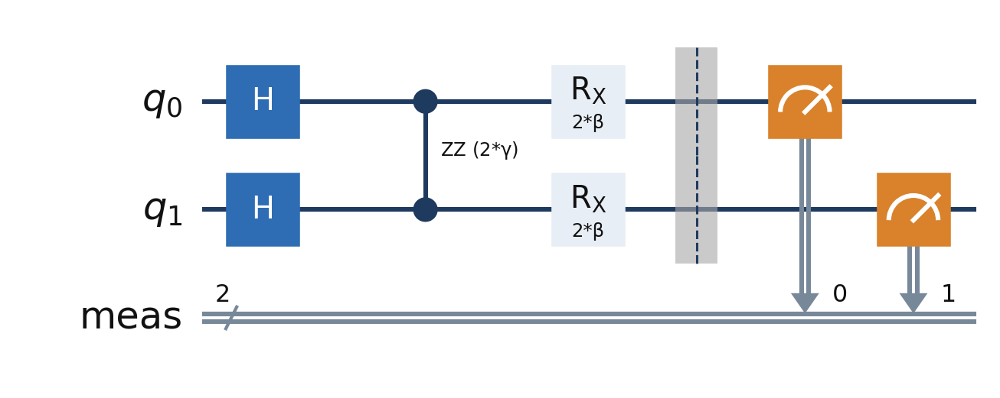 q0 H RX 2*β
ZZ (2*γ)
q1 H RX 2*β
meas 2 0 1